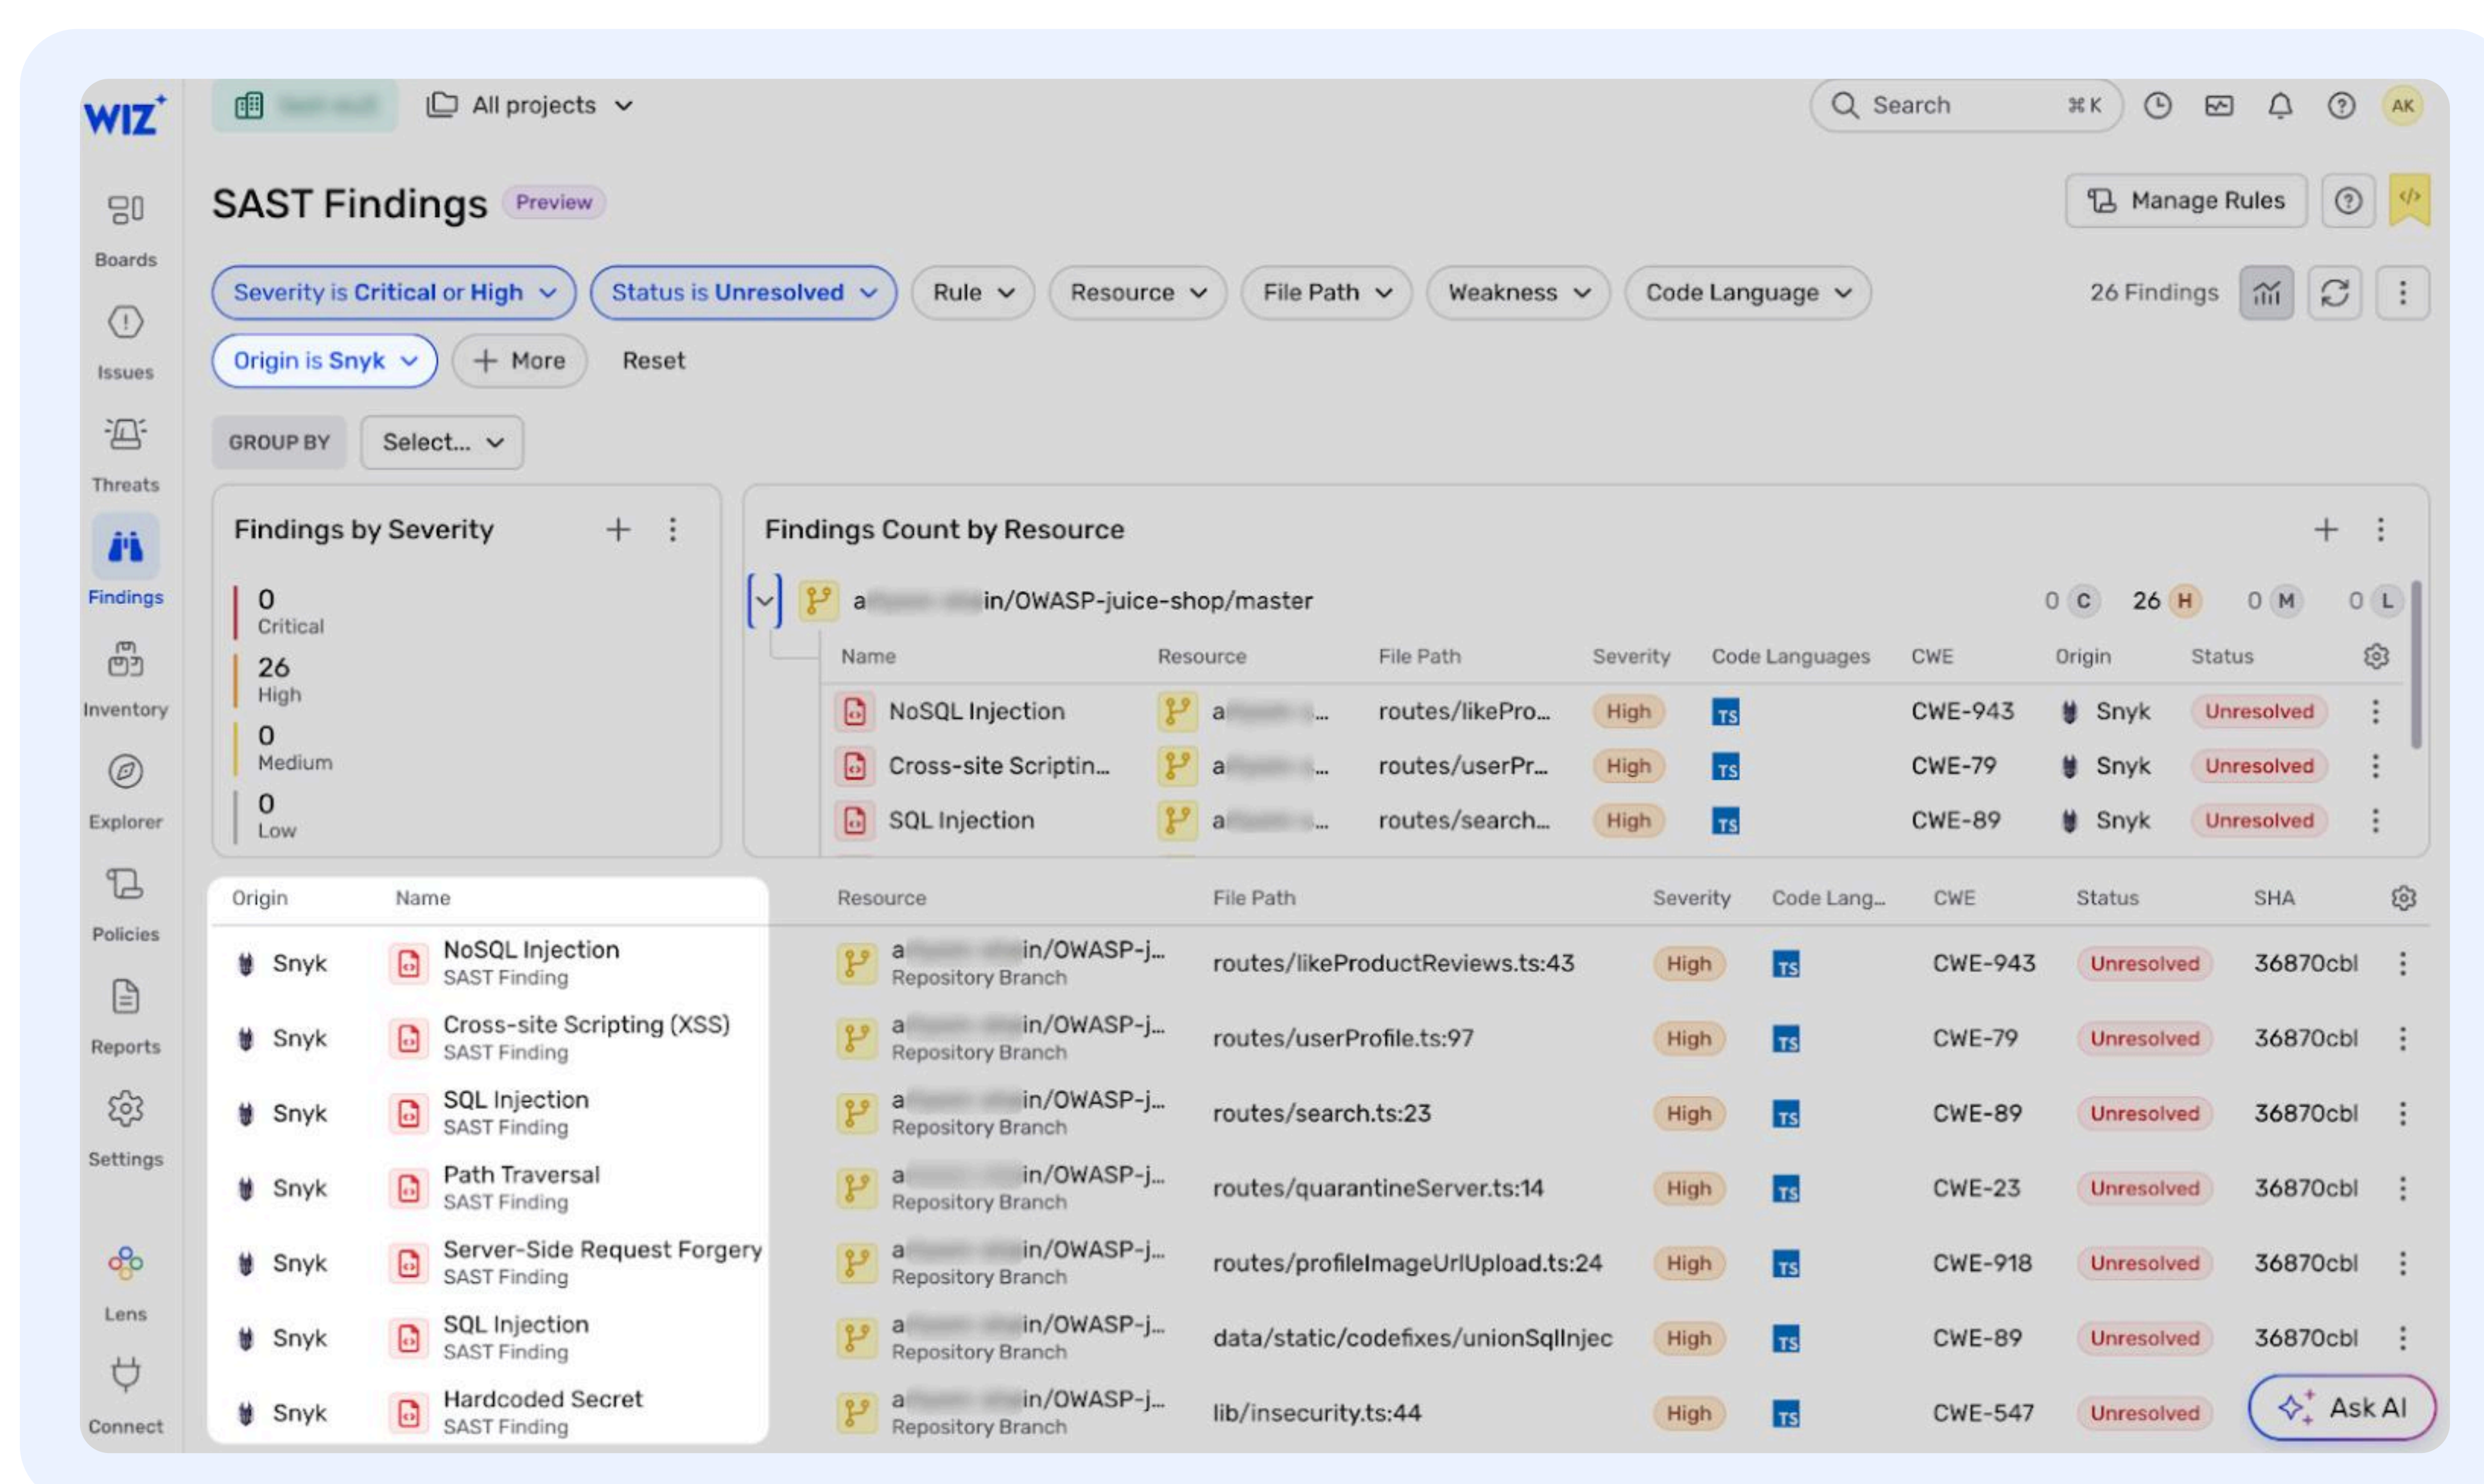 WIZ
All projects
Search ⌘ K
AK
SAST Findings Preview
Manage Rules
Severity is Critical or High
Status is Unresolved
Rule
Resource
File Path
Weakness
Code Language
26 Findings
Origin is Snyk
+ More
Reset
GROUP BY Select...
Boards
Issues
Threats
Findings
Inventory
Explorer
Policies
Reports
Settings
Lens
Connect
Findings by Severity
0
Critical
26
High
0
Medium
0
Low
Findings Count by Resource
a in/OWASP-juice-shop/master 0 C 26 H 0 M 0 L
Name Resource File Path Severity Code Languages CWE Origin Status
NoSQL Injection a ... routes/likePro... High TS CWE-943 Snyk Unresolved
Cross-site Scriptin... a ... routes/userPr... High TS CWE-79 Snyk Unresolved
SQL Injection a ... routes/search... High TS CWE-89 Snyk Unresolved
Origin Name Resource File Path Severity Code Lang... CWE Status SHA
Snyk NoSQL Injection a in/OWASP-j... routes/likeProductReviews.ts:43 High TS CWE-943 Unresolved 36870cbl
SAST Finding Repository Branch
Snyk Cross-site Scripting (XSS) a in/OWASP-j... routes/userProfile.ts:97 High TS CWE-79 Unresolved 36870cbl
SAST Finding Repository Branch
Snyk SQL Injection a in/OWASP-j... routes/search.ts:23 High TS CWE-89 Unresolved 36870cbl
SAST Finding Repository Branch
Snyk Path Traversal a in/OWASP-j... routes/quarantineServer.ts:14 High TS CWE-23 Unresolved 36870cbl
SAST Finding Repository Branch
Snyk Server-Side Request Forgery a in/OWASP-j... routes/profileImageUrlUpload.ts:24 High TS CWE-918 Unresolved 36870cbl
SAST Finding Repository Branch
Snyk SQL Injection a in/OWASP-j... data/static/codefixes/unionSqlInjec High TS CWE-89 Unresolved 36870cbl
SAST Finding Repository Branch
Snyk Hardcoded Secret a in/OWASP-j... lib/insecurity.ts:44 High TS CWE-547 Unresolved
SAST Finding Repository Branch
Ask AI